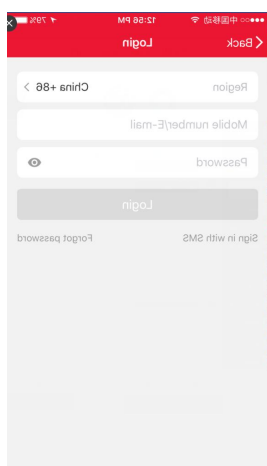 中国移动 12:56 PM 79%
Back Login
Region China +86
Mobile number/E-mail
Password
Login
Sign in with SMS Forgot password